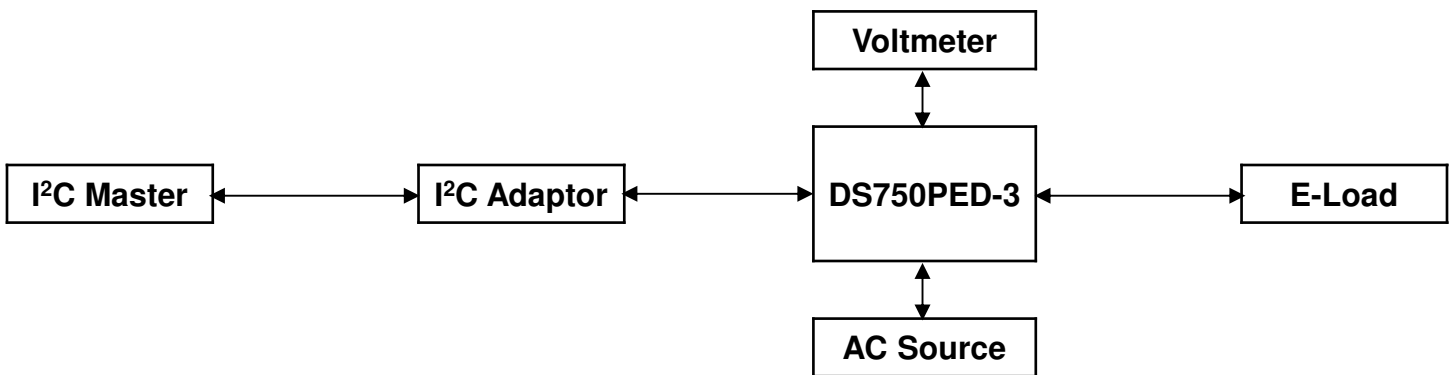 Voltmeter
I²C Master
I²C Adaptor
DS750PED-3
E-Load
AC Source